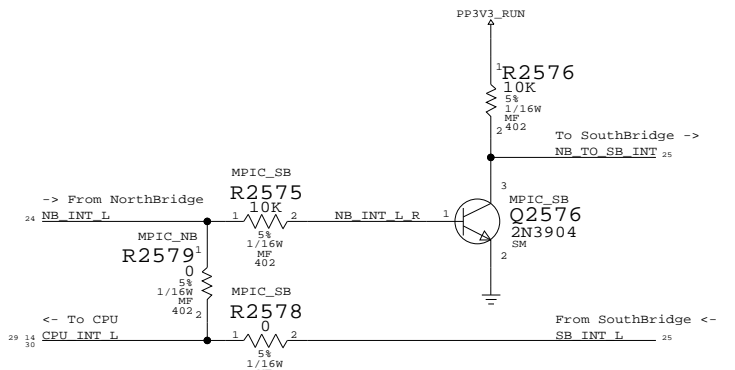 PP3V3_RUN
1
R2576
10K
5%
1/16W
MF
402
2
To SouthBridge ->
NB_TO_SB_INT 25
3
MPIC_SB
Q2576
2N3904
SM
1
2
-> From NorthBridge
24 NB_INT_L
MPIC_SB
R2575
10K
1 2
5%
1/16W
MF
402
NB_INT_L_R
MPIC_NB
R2579
1
0
5%
1/16W
MF
402
2
MPIC_SB
R2578
0
1 2
5%
1/16W
<- To CPU
29 14 CPU_INT_L
30
From SouthBridge <-
SB_INT_L 25